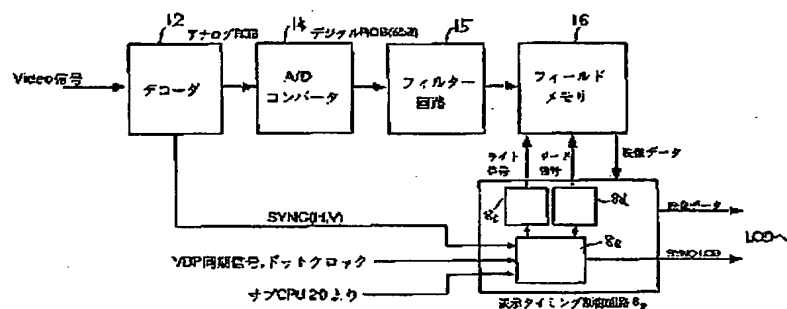 12
14
15
16
アナログRGB
デジタルRGB
Video信号
デコーダ
A/D
コンバータ
フィルター
回路
フィールド
メモリ
ライト
信号
リード
信号
映像データ
8c
8d
8e
映像データ
LCDへ
SYNC(H,V)
SYNC(LCD)
VDP同期信号,ドットクロック
サブCPU20より
表示タイミング制御回路8